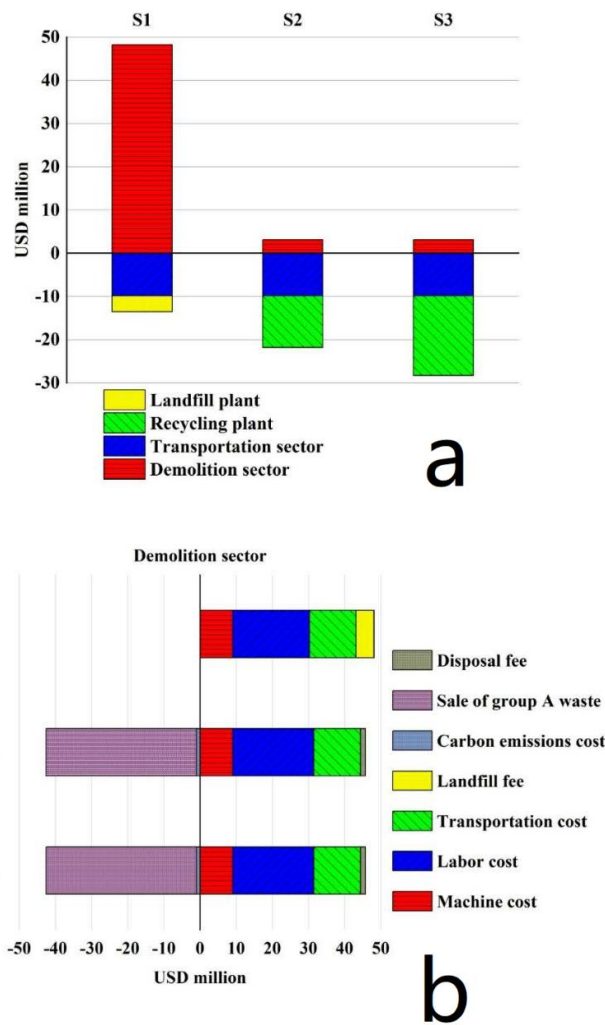 S1 S2 S3
50
40
30
20
10
0
-10
-20
-30
USD million
Landfill plant
Recycling plant
Transportation sector
Demolition sector
a
Demolition sector
Disposal fee
Sale of group A waste
Carbon emissions cost
Landfill fee
Transportation cost
Labor cost
Machine cost
-50 -40 -30 -20 -10 0 10 20 30 40 50
USD million
b